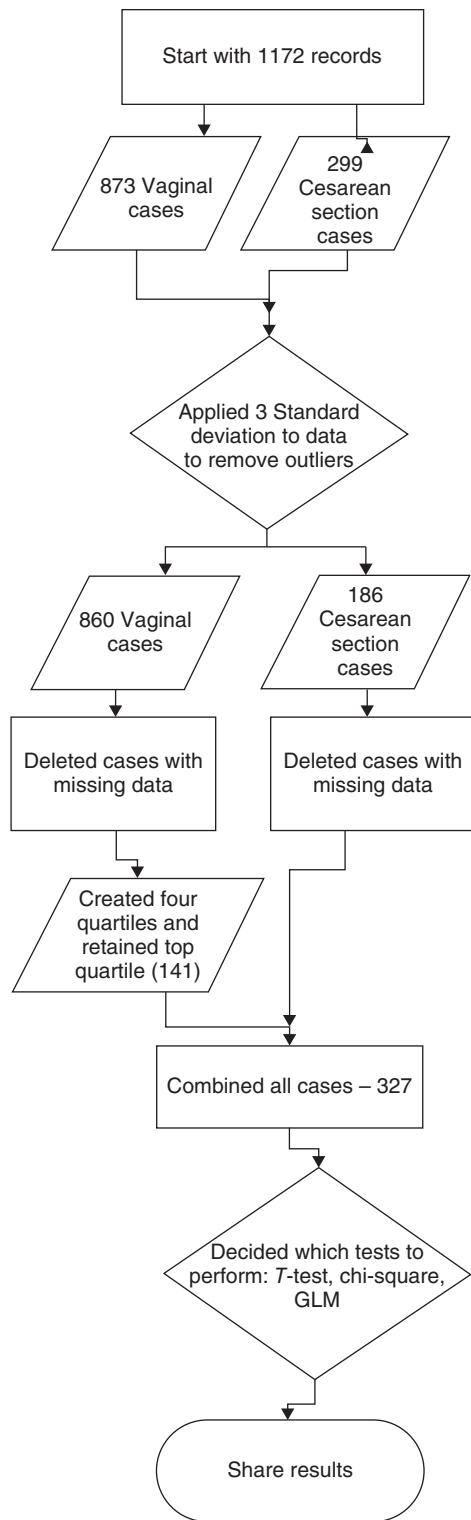 Start with 1172 records
873 Vaginal
cases
299
Cesarean
section
cases
Applied 3 Standard
deviation to data
to remove outliers
860 Vaginal
cases
186
Cesarean
section
cases
Deleted cases with
missing data
Deleted cases with
missing data
Created four
quartiles and
retained top
quartile (141)
Combined all cases – 327
Decided which tests to
perform: T-test, chi-square,
GLM
Share results